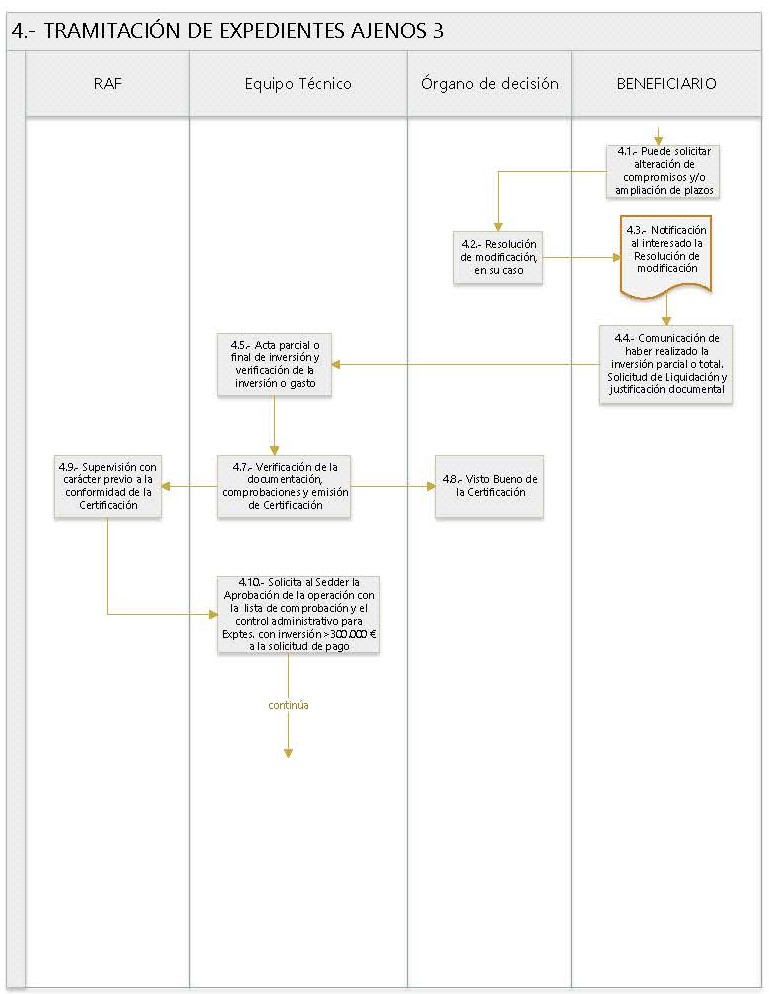 4.- TRAMITACIÓN DE EXPEDIENTES AJENOS 3
RAF
Equipo Técnico
Órgano de decisión
BENEFICIARIO
4.1.- Puede solicitar
alteración de
compromisos y/o
ampliación de plazos
4.2.- Resolución
de modificación,
en su caso
4.3.- Notificación
al interesado la
Resolución de
modificación
4.4.- Comunicación de
haber realizado la
inversión parcial o total.
Solicitud de Liquidación y
justificación documental
4.5.- Acta parcial o
final de inversión y
verificación de la
inversión o gasto
4.9.- Supervisión con
carácter previo a la
conformidad de la
Certificación
4.7.- Verificación de la
documentación,
comprobaciones y emisión
de Certificación
4.8.- Visto Bueno de
la Certificación
4.10.- Solicita al Sedder la
Aprobación de la operación con
la lista de comprobación y el
control administrativo para
Exptes. con inversión >300.000 €
a la solicitud de pago
continúa